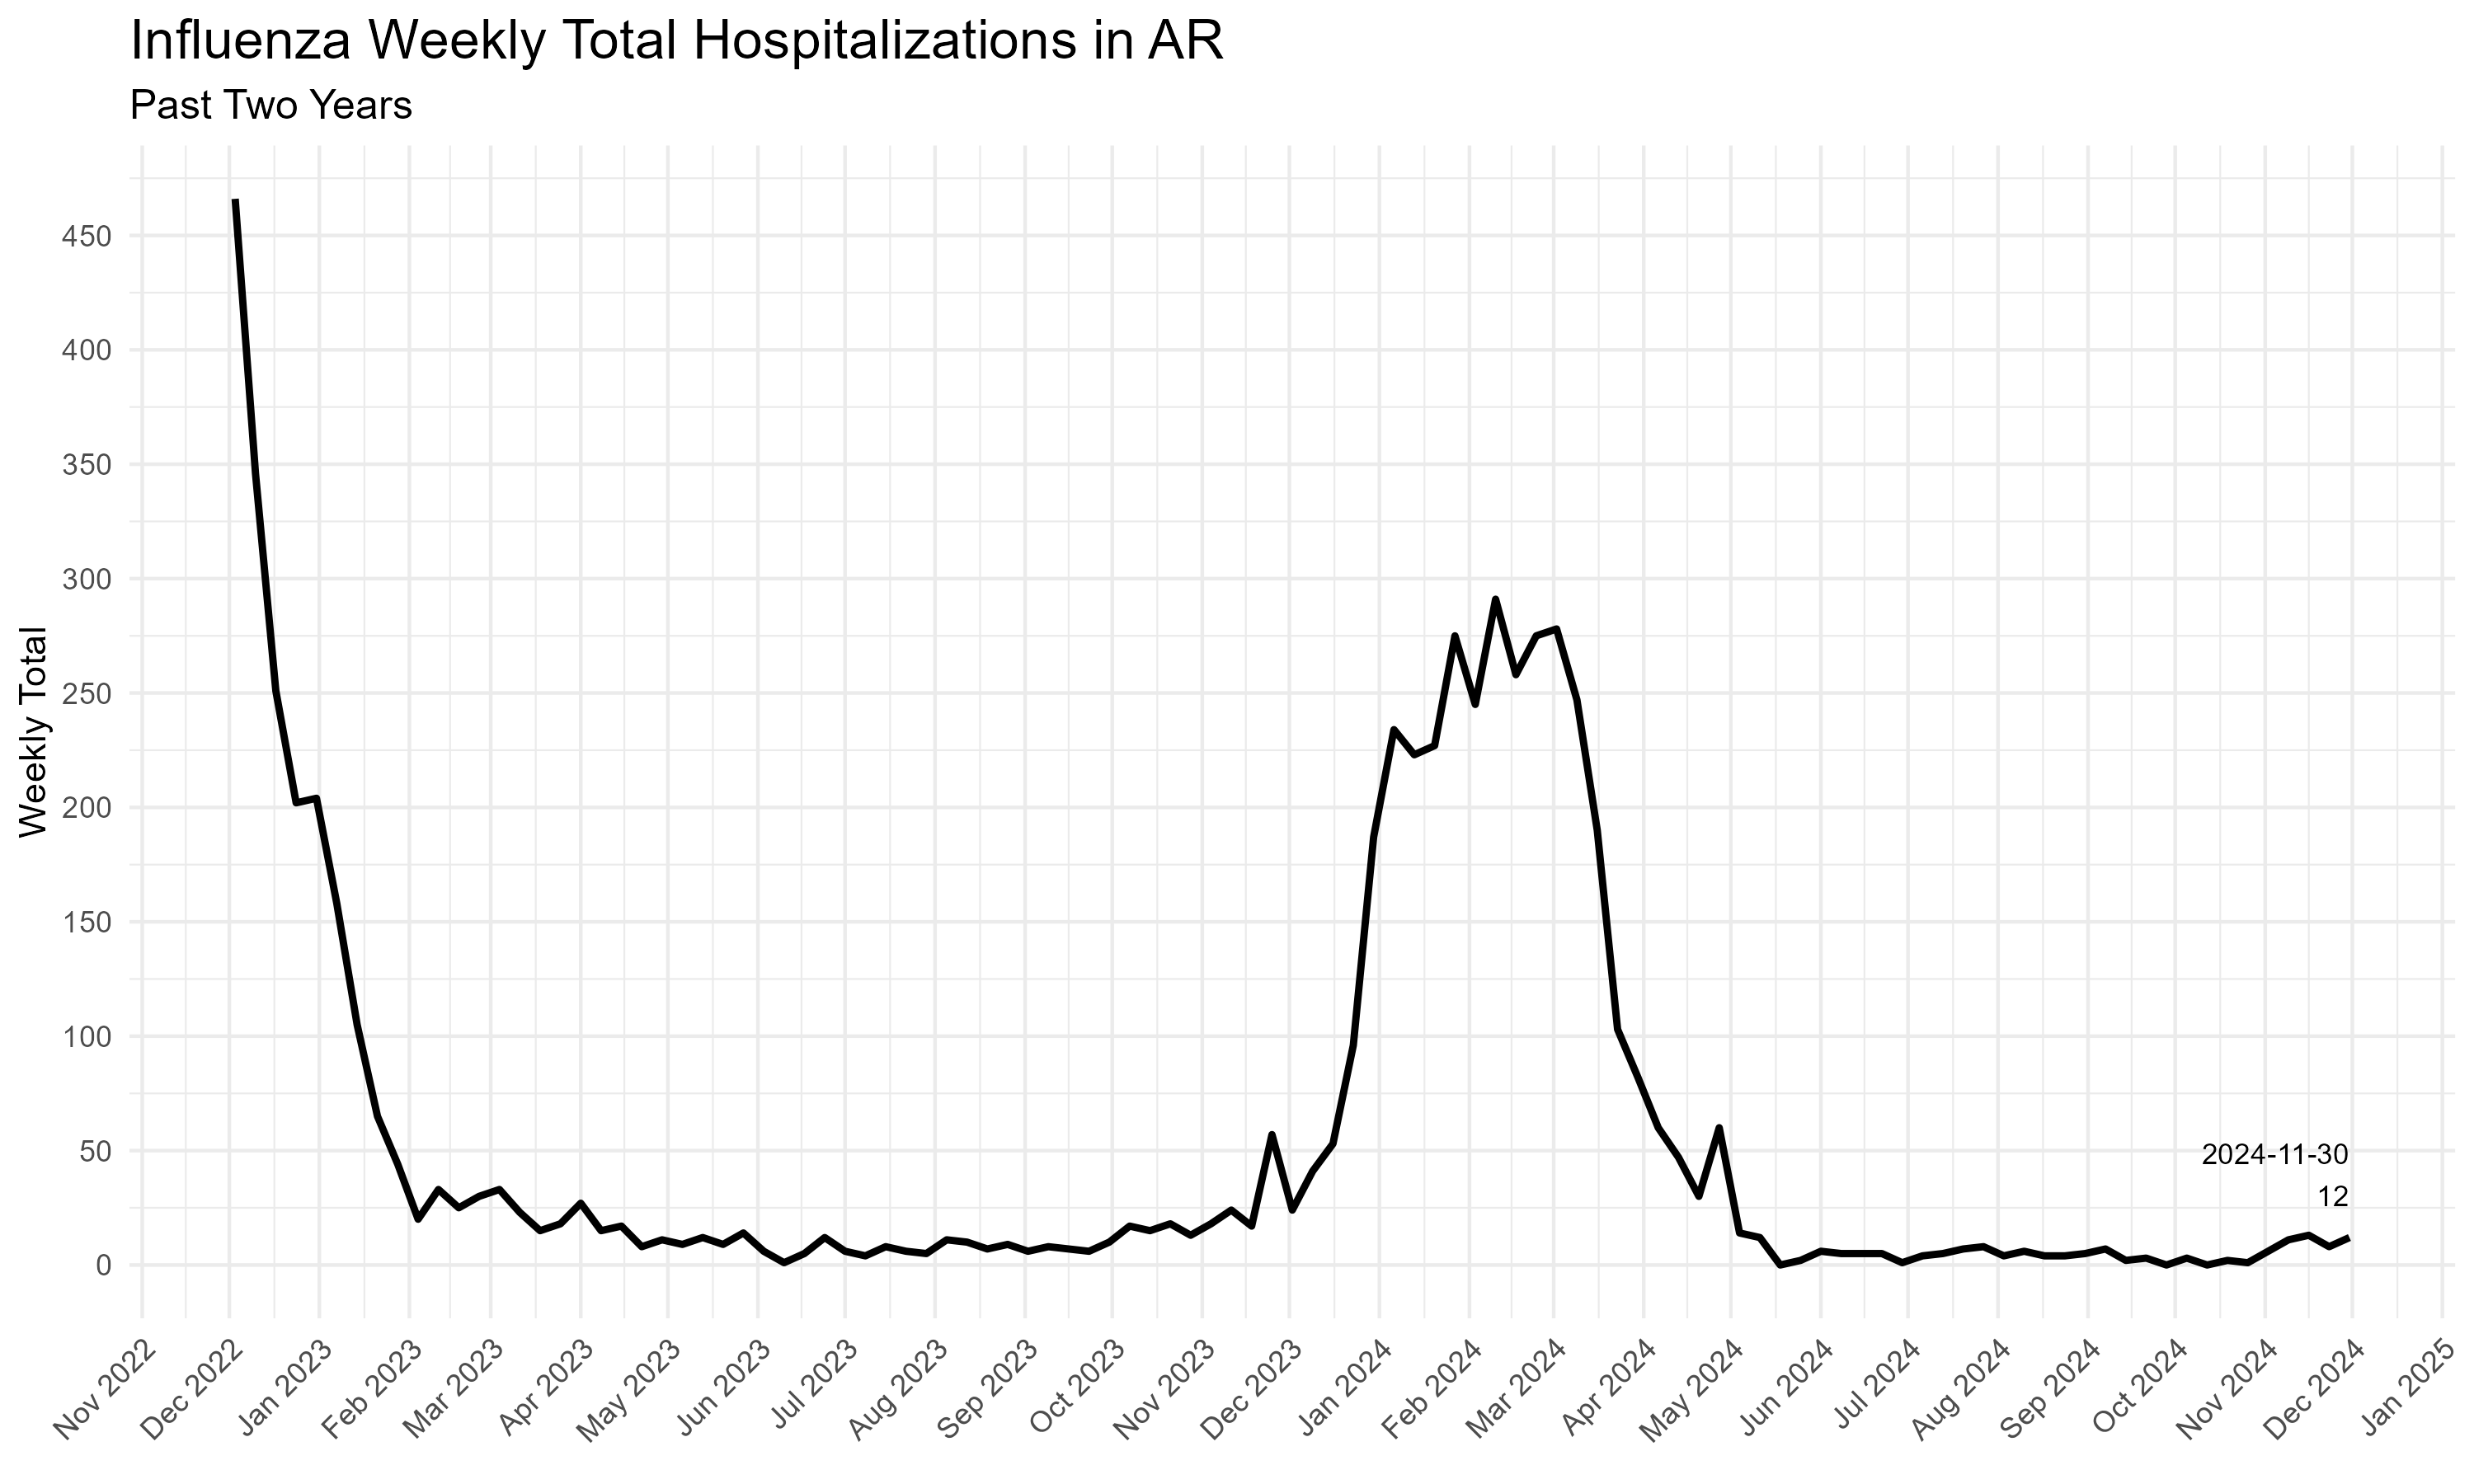 Influenza Weekly Total Hospitalizations in AR
Past Two Years
Weekly Total
450
400
350
300
250
200
150
100
50
0
2024-11-30
12
Nov 2022
Dec 2022
Jan 2023
Feb 2023
Mar 2023
Apr 2023
May 2023
Jun 2023
Jul 2023
Aug 2023
Sep 2023
Oct 2023
Nov 2023
Dec 2023
Jan 2024
Feb 2024
Mar 2024
Apr 2024
May 2024
Jun 2024
Jul 2024
Aug 2024
Sep 2024
Oct 2024
Nov 2024
Dec 2024
Jan 2025